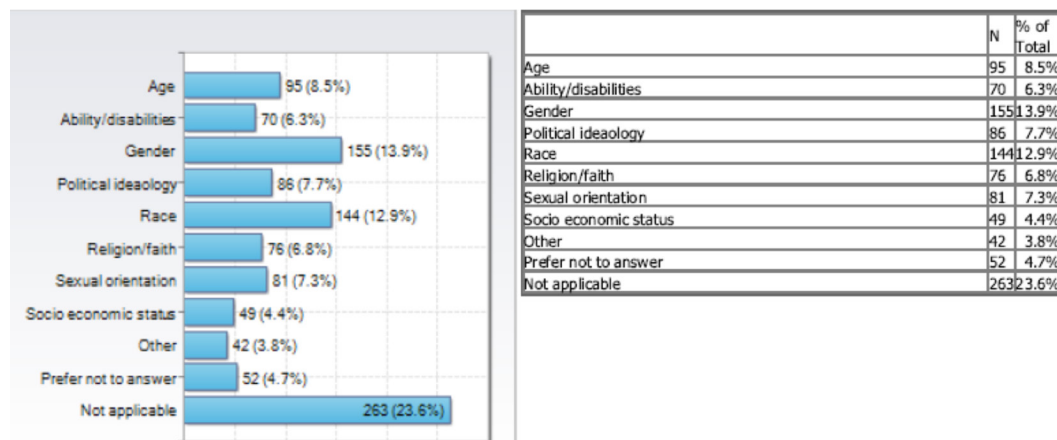 Age 95 (8.5%)
Ability/disabilities 70 (6.3%)
Gender 155 (13.9%)
Political ideaology 86 (7.7%)
Race 144 (12.9%)
Religion/faith 76 (6.8%)
Sexual orientation 81 (7.3%)
Socio economic status 49 (4.4%)
Other 42 (3.8%)
Prefer not to answer 52 (4.7%)
Not applicable 263 (23.6%)
N % of
Total
Age 95 8.5%
Ability/disabilities 70 6.3%
Gender 155 13.9%
Political ideaology 86 7.7%
Race 144 12.9%
Religion/faith 76 6.8%
Sexual orientation 81 7.3%
Socio economic status 49 4.4%
Other 42 3.8%
Prefer not to answer 52 4.7%
Not applicable 263 23.6%